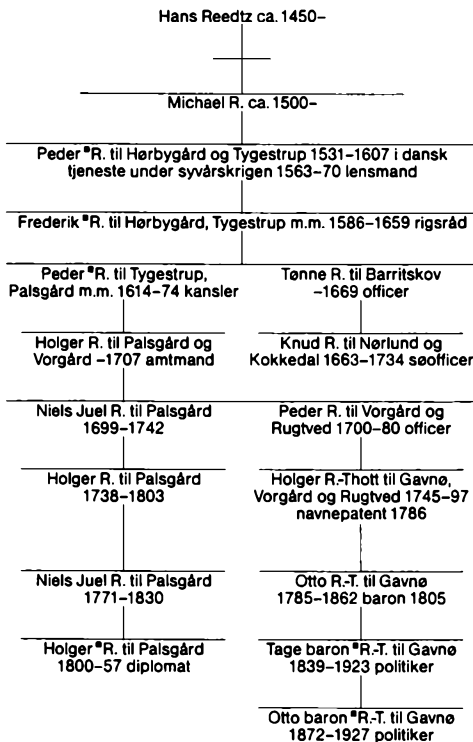 Hans Reedtz ca. 1450–
Michael R. ca. 1500–
Peder *R. til Hørbygård og Tygestrup 1531–1607 i dansk
tjeneste under syvårskrigen 1563–70 lensmand
Frederik *R. til Hørbygård, Tygestrup m.m. 1586–1659 rigsråd
Peder *R. til Tygestrup,
Palsgård m.m. 1614–74 kansler
Tønne R. til Barritskov
–1669 officer
Holger R. til Palsgård og
Vorgård –1707 amtmand
Knud R. til Nørlund og
Kokkedal 1663–1734 søofficer
Niels Juel R. til Palsgård
1699–1742
Peder R. til Vorgård og
Rugtved 1700–80 officer
Holger R. til Palsgård
1738–1803
Holger R.-Thott til Gavnø,
Vorgård og Rugtved 1745–97
navnepatent 1786
Niels Juel R. til Palsgård
1771–1830
Otto R.-T. til Gavnø
1785–1862 baron 1805
Holger *R. til Palsgård
1800–57 diplomat
Tage baron *R.-T. til Gavnø
1839–1923 politiker
Otto baron *R.-T. til Gavnø
1872–1927 politiker